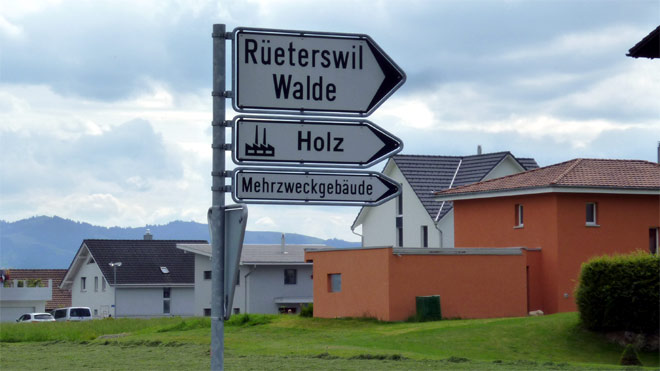 Rüeterswil
Walde
Holz
Mehrzweckgebäude